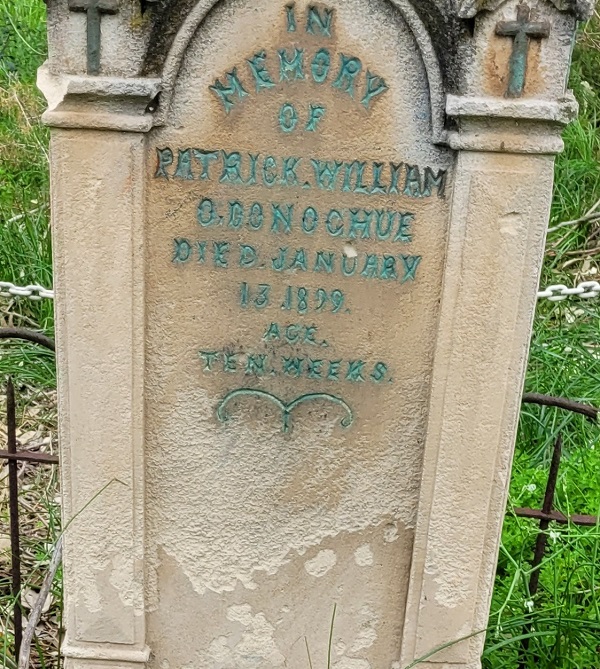 IN
MEMORY
OF
PATRICK. WILLIAM
O. DONOGHUE
DIED. JANUARY
13. 1899.
AGE.
TEN. WEEKS.